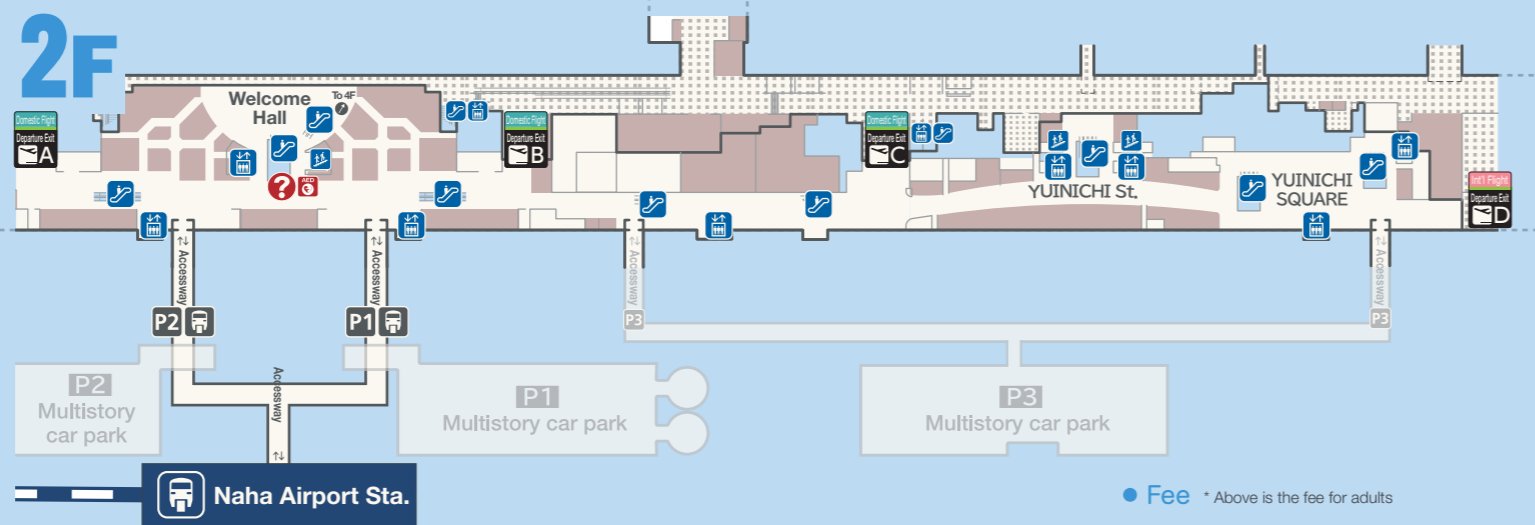 2F
Welcome
Hall
To 4F
Domestic Flight
Departure Exit
A
Domestic Flight
Departure Exit
B
Domestic Flight
Departure Exit
C
Int'l Flight
Departure Exit
D
?
AED
YUINICHI St.
YUINICHI
SQUARE
Accessway
Accessway
Accessway
Accessway
P2
P1
P3
P3
Accessway
P2
Multistory
car park
P1
Multistory car park
P3
Multistory car park
Naha Airport Sta.
● Fee * Above is the fee for adults